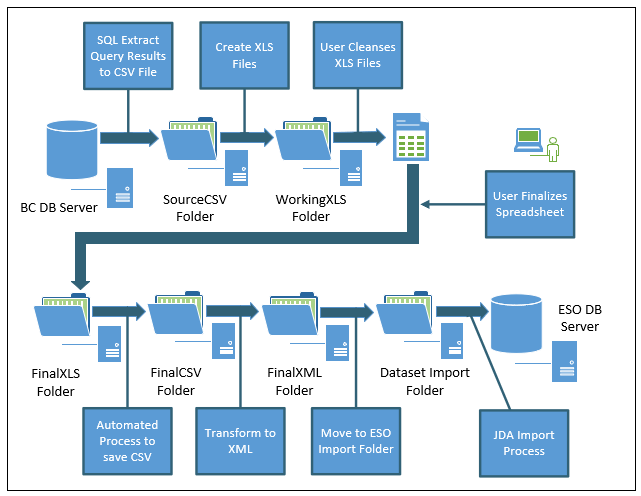 SQL Extract
Query Results
to CSV File
Create XLS
Files
User Cleanses
XLS Files
BC DB Server
SourceCSV
Folder
WorkingXLS
Folder
User Finalizes
Spreadsheet
FinalXLS
Folder
FinalCSV
Folder
FinalXML
Folder
Dataset Import
Folder
ESO DB
Server
Automated
Process to
save CSV
Transform to
XML
Move to ESO
Import Folder
JDA Import
Process